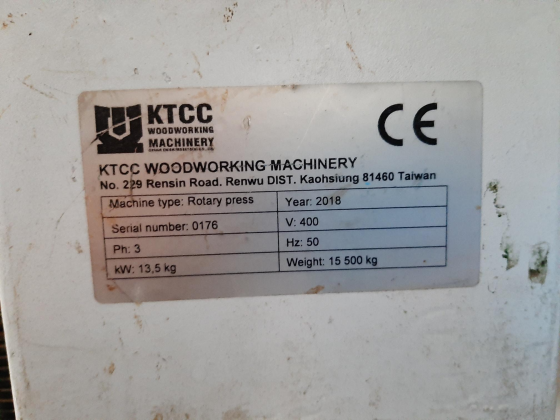 KTCC
WOODWORKING
MACHINERY
KTCC WOODWORKING MACHINERY
No. 229 Rensin Road. Renwu DIST. Kaohsiung 81460 Taiwan
Machine type: Rotary press
Year: 2018
Serial number: 0176
V: 400
Ph: 3
Hz: 50
kW: 13,5 kg
Weight: 15 500 kg
CE